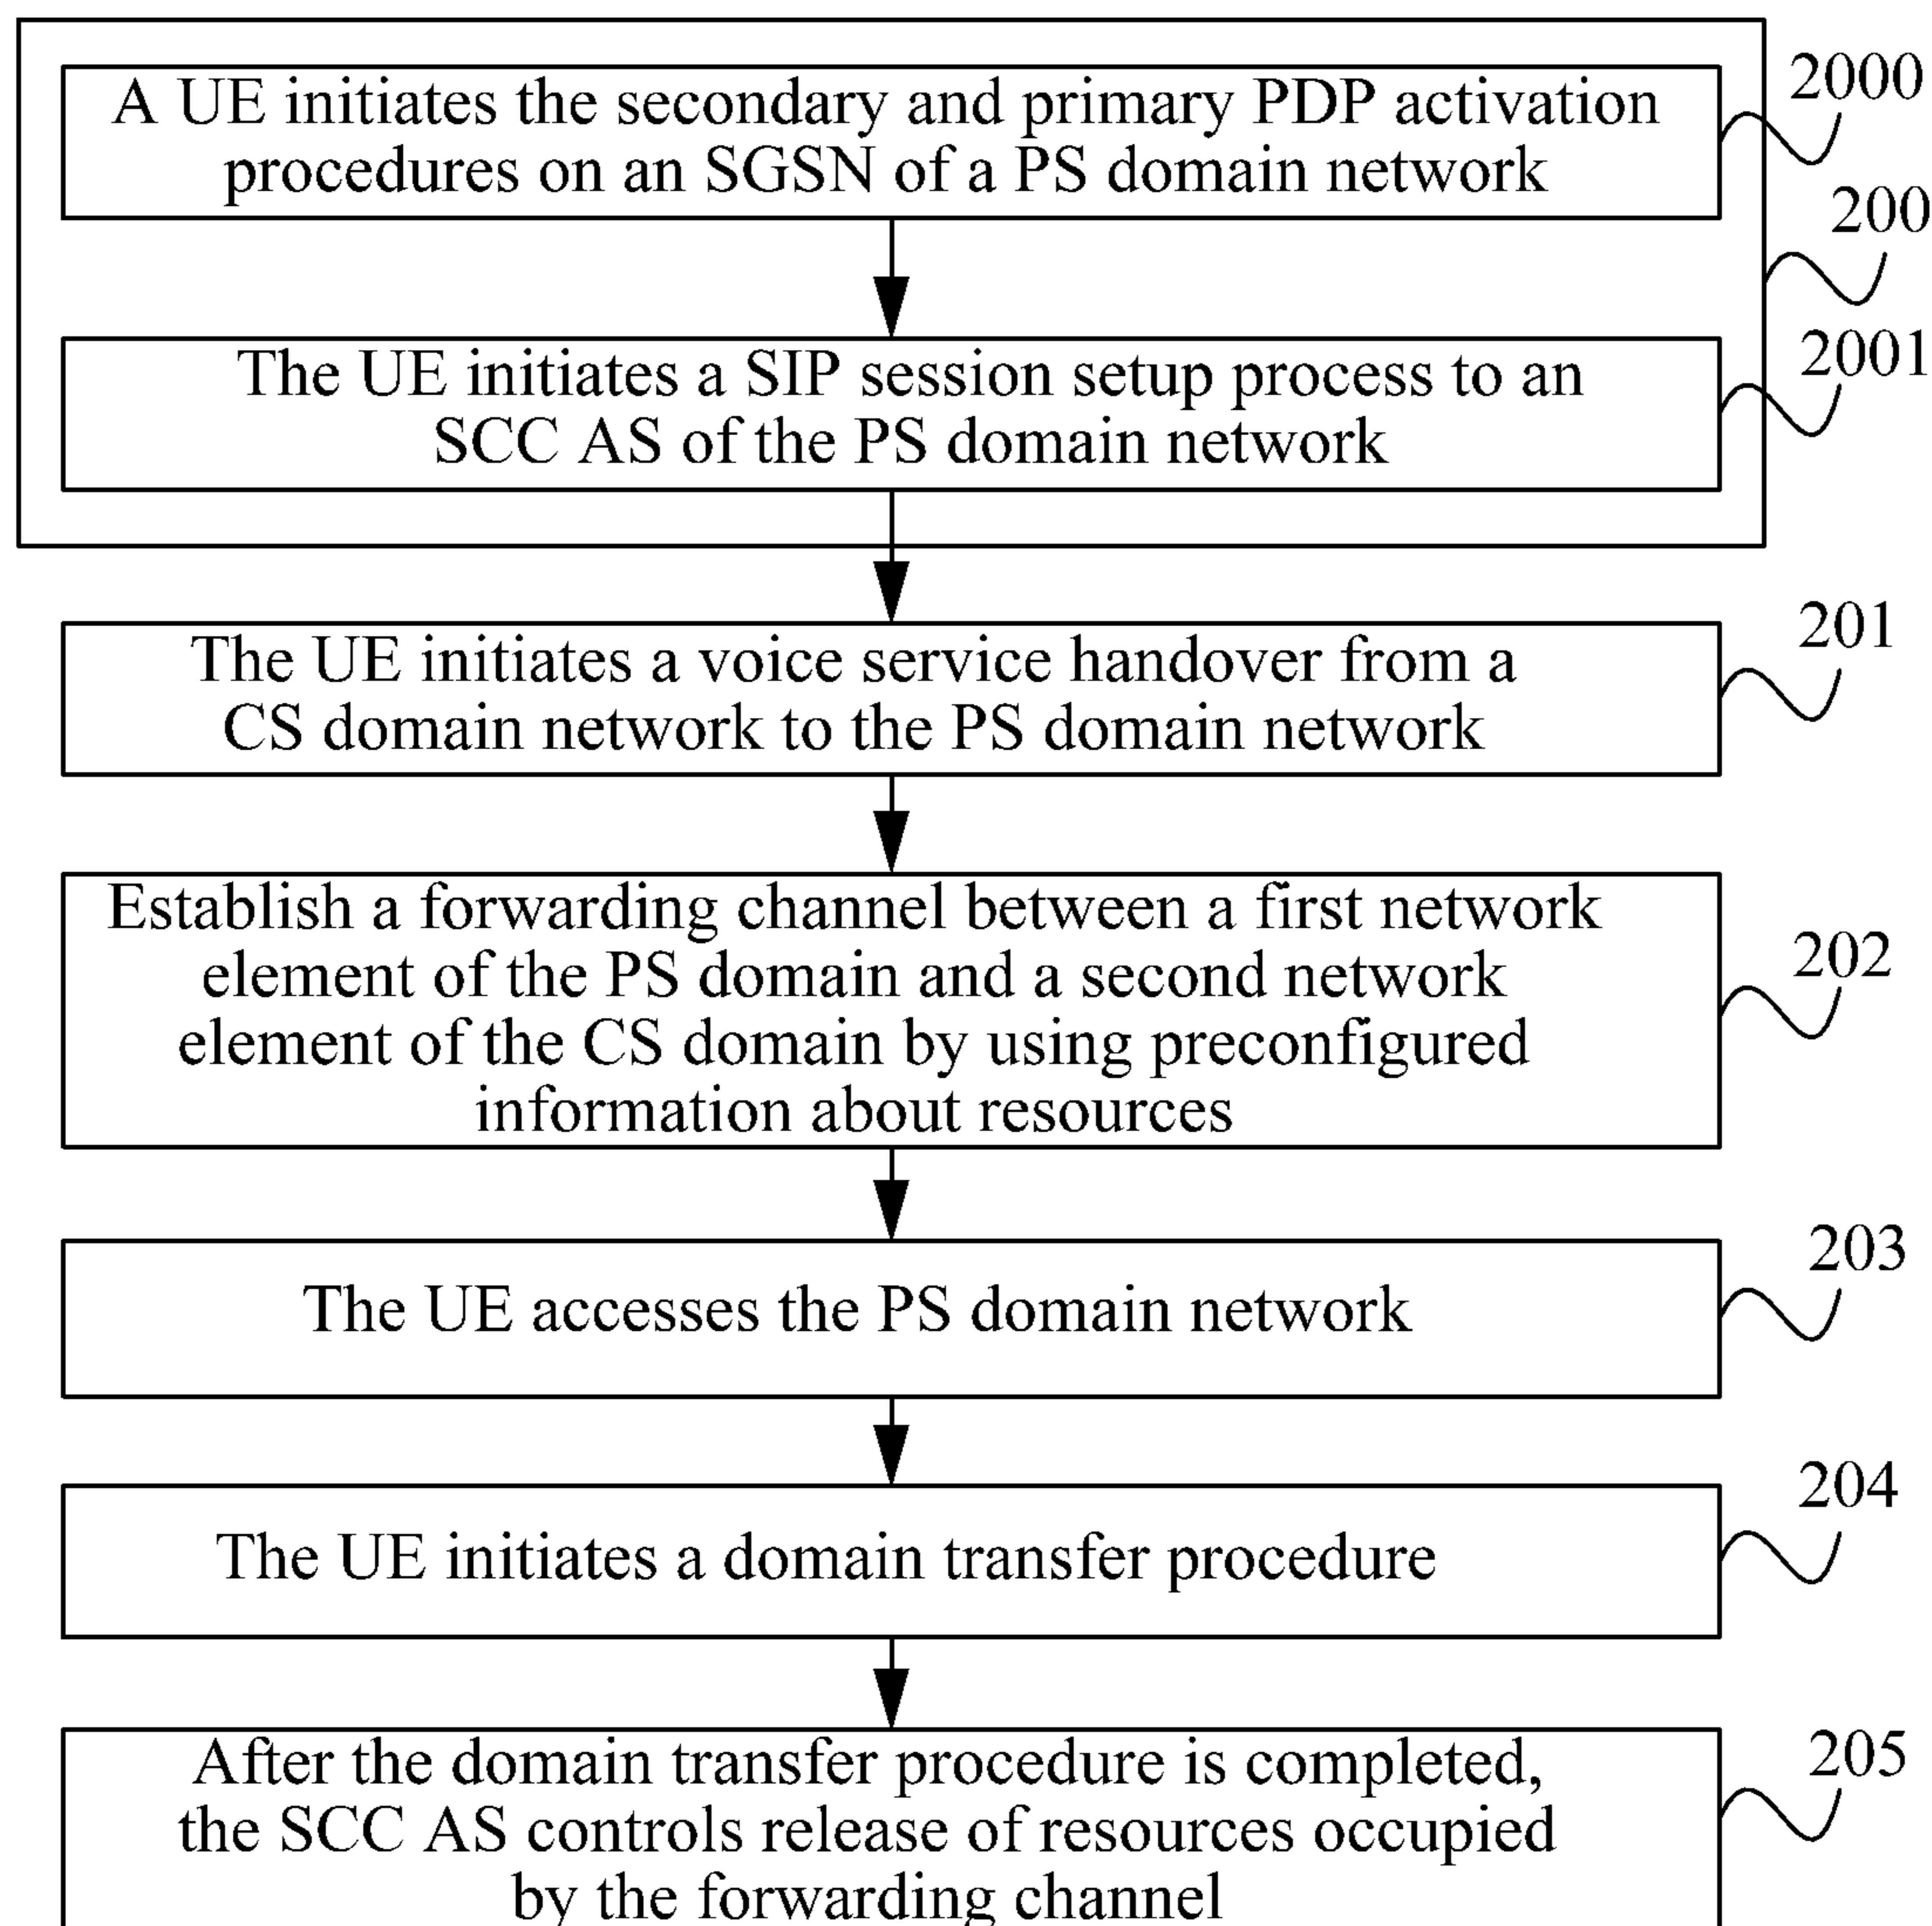 A UE initiates the secondary and primary PDP activation
procedures on an SGSN of a PS domain network
2000
200
The UE initiates a SIP session setup process to an
SCC AS of the PS domain network
2001
The UE initiates a voice service handover from a
CS domain network to the PS domain network
201
Establish a forwarding channel between a first network
element of the PS domain and a second network
element of the CS domain by using preconfigured
information about resources
202
The UE accesses the PS domain network
203
The UE initiates a domain transfer procedure
204
After the domain transfer procedure is completed,
the SCC AS controls release of resources occupied
by the forwarding channel
205